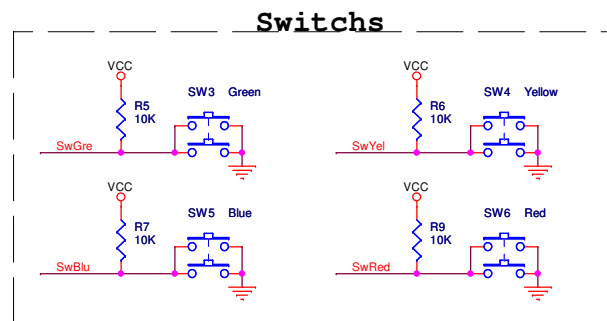 Switchs
VCC
R5
10K
SW3 Green
SwGre
VCC
R6
10K
SW4 Yellow
SwYel
VCC
R7
10K
SW5 Blue
SwBlu
VCC
R9
10K
SW6 Red
SwRed